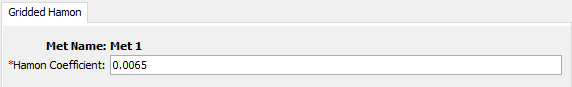 Gridded Hamon
Met Name: Met 1
*Hamon Coefficient: 0.0065